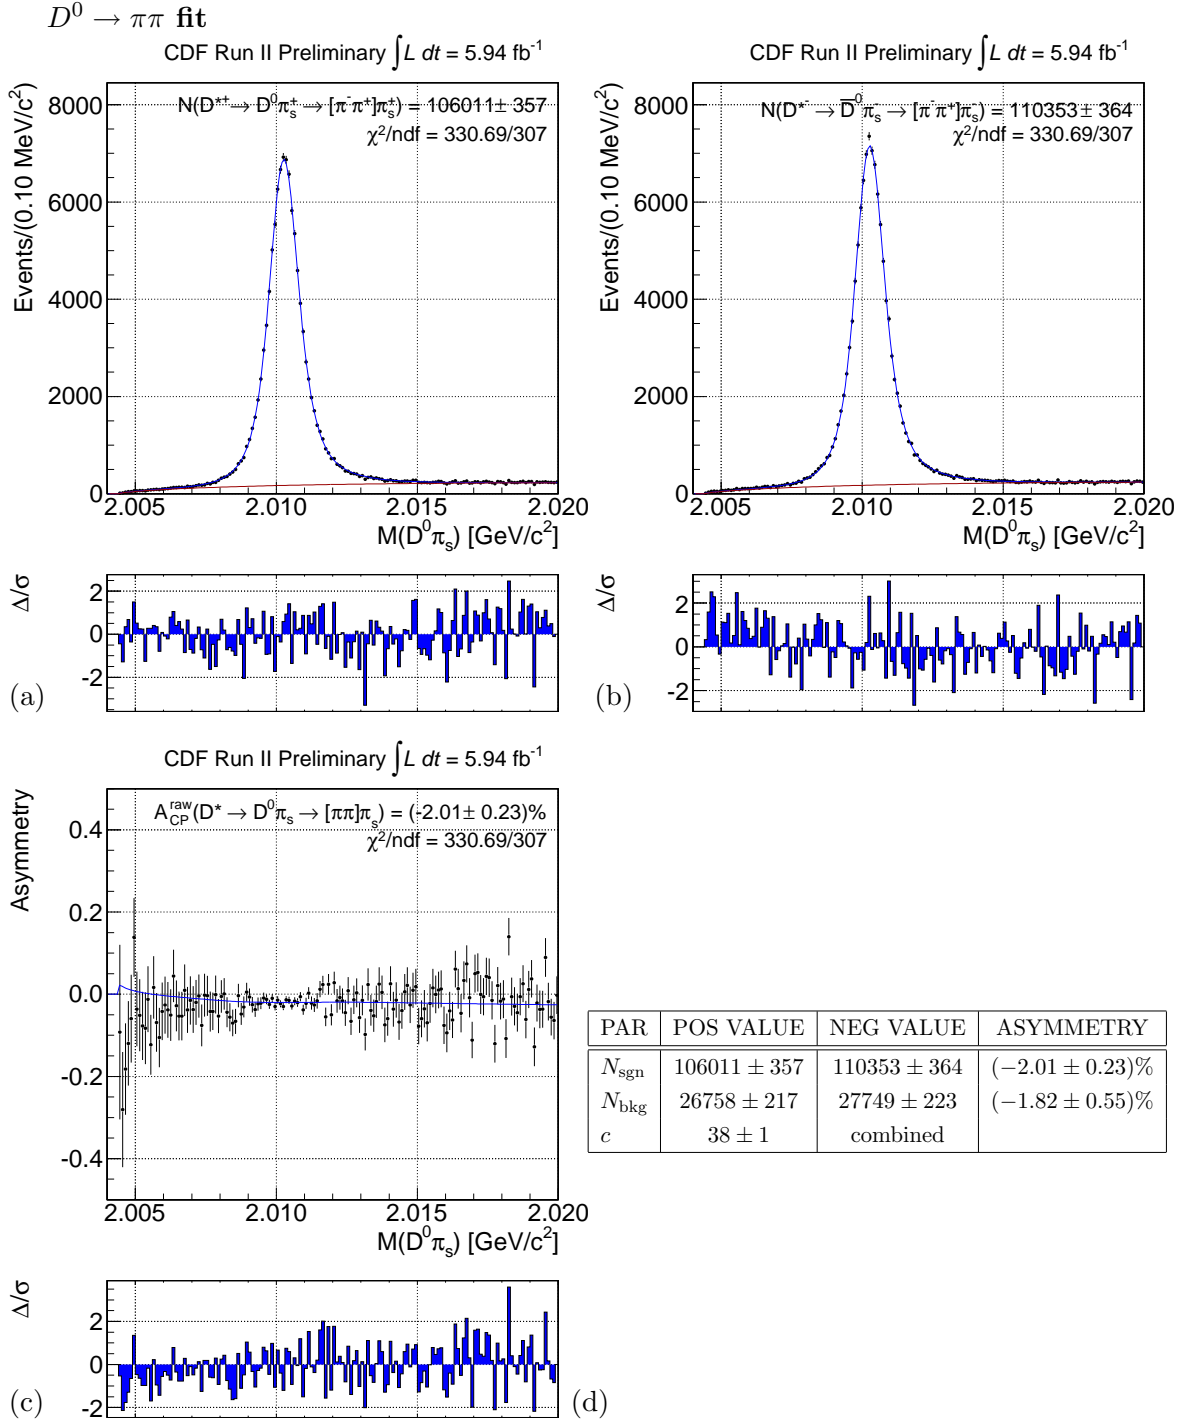 D⁰ → ππ fit
CDF Run II Preliminary ∫L dt = 5.94 fb⁻¹
N(D*⁺→ D⁰π⁺ₛ → [π⁻π⁺]π⁺ₛ) = 106011± 357
χ²/ndf = 330.69/307
Events/(0.10 MeV/c²)
8000
6000
4000
2000
0
2.005 2.010 2.015 2.020
M(D⁰πₛ) [GeV/c²]
Δ/σ
2
0
-2
(a)
CDF Run II Preliminary ∫L dt = 5.94 fb⁻¹
N(D*⁻→ D̅⁰π⁻ₛ → [π⁻π⁺]π⁻ₛ) = 110353± 364
χ²/ndf = 330.69/307
Events/(0.10 MeV/c²)
8000
6000
4000
2000
0
2.005 2.010 2.015 2.020
M(D⁰πₛ) [GeV/c²]
Δ/σ
2
0
-2
(b)
CDF Run II Preliminary ∫L dt = 5.94 fb⁻¹
A^raw_CP(D* → D⁰πₛ → [ππ]πₛ) = (-2.01± 0.23)%
χ²/ndf = 330.69/307
Asymmetry
0.4
0.2
0.0
-0.2
-0.4
2.005 2.010 2.015 2.020
M(D⁰πₛ) [GeV/c²]
Δ/σ
2
0
-2
(c)
PAR POS VALUE NEG VALUE ASYMMETRY
N_sgn 106011 ± 357 110353 ± 364 (−2.01 ± 0.23)%
N_bkg 26758 ± 217 27749 ± 223 (−1.82 ± 0.55)%
c 38 ± 1 combined
(d)